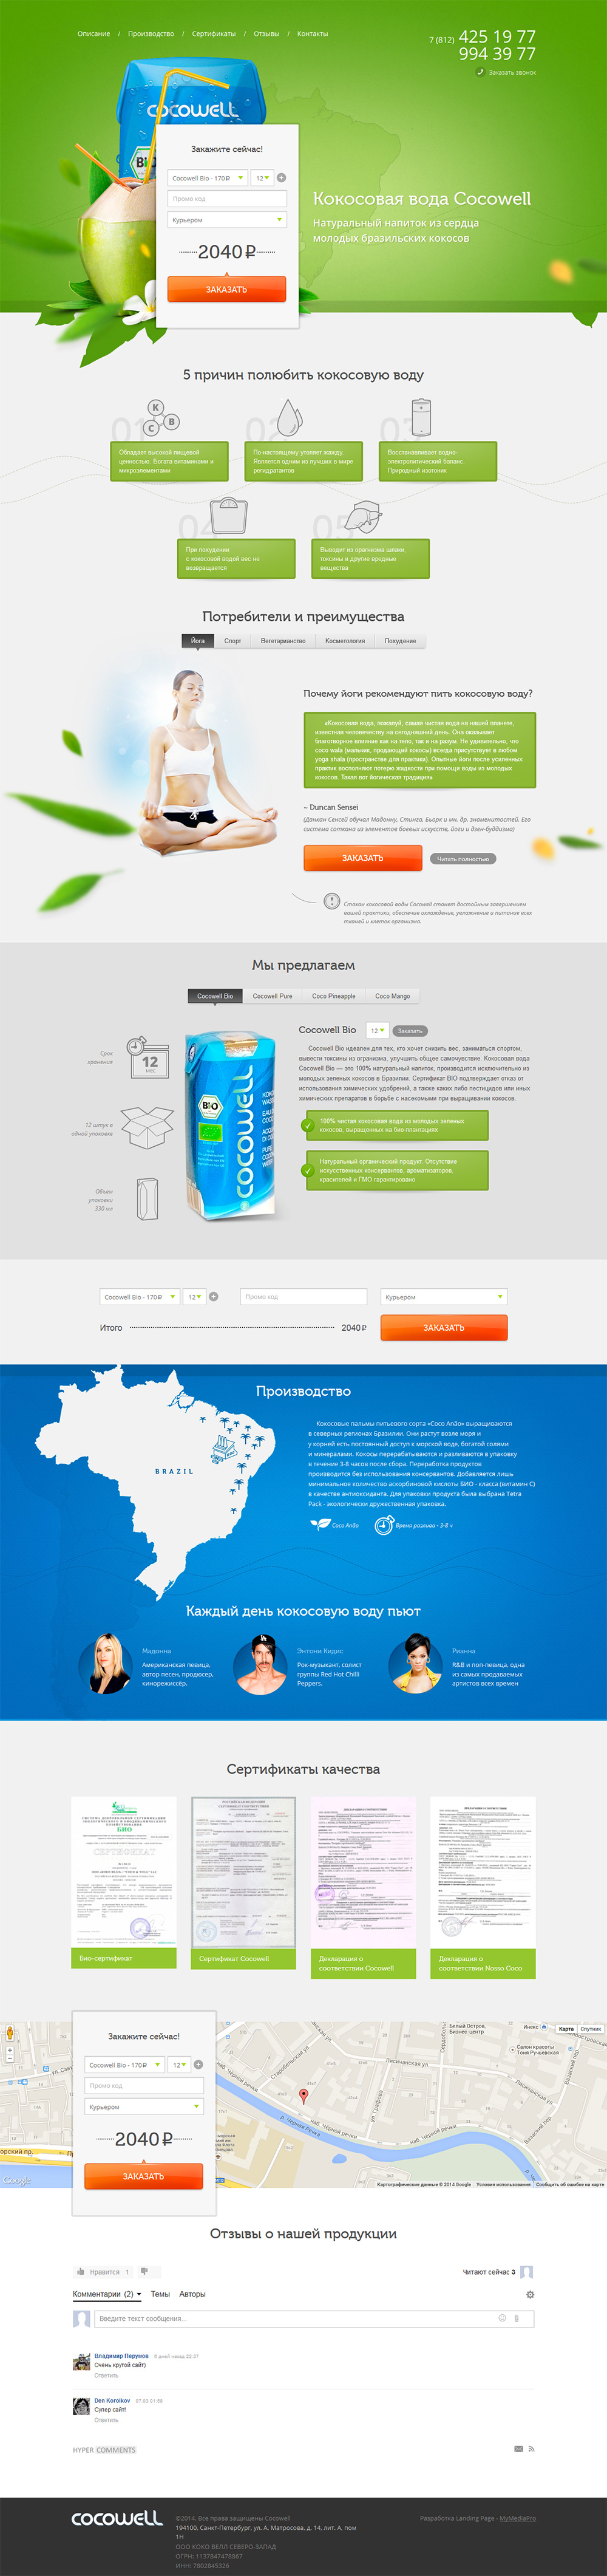 Описание / Производство / Сертификаты / Отзывы / Контакты
7 (812) 425 19 77
994 39 77
Заказать звонок
cocowell
BIO
Закажите сейчас!
Cocowell Bio - 170₽ 12
Промо код
Курьером
2040 ₽
ЗАКАЗАТЬ
Кокосовая вода Cocowell
Натуральный напиток из сердца
молодых бразильских кокосов
5 причин полюбить кокосовую воду
K
C B
01
Обладает высокой пищевой
ценностью. Богата витаминами и
микроэлементами
02
По-настоящему утоляет жажду.
Является одним из лучших в мире
регидратантов
03
Восстанавливает водно-
электролитический баланс.
Природный изотоник
04
При похудении
с кокосовой водой вес не
возвращается
05
Выводит из организма шлаки,
токсины и другие вредные
вещества
Потребители и преимущества
Йога Спорт Вегетарианство Косметология Похудение
Почему йоги рекомендуют пить кокосовую воду?
«Кокосовая вода, пожалуй, самая чистая вода на нашей планете,
известная человечеству на сегодняшний день. Она оказывает
благотворное влияние как на тело, так и на разум. Не удивительно, что
coco wala (мальчик, продающий кокосы) всегда присутствует в любом
yoga shala (пространстве для практики). Опытные йоги после усиленных
практик восполняют потерю жидкости при помощи воды из молодых
кокосов. Такая вот йогическая традиция»
~ Duncan Sensei
(Данкан Сенсей обучал Мадонну, Стинга, Бьорк и мн. др. знаменитостей. Его
система соткана из элементов боевых искусств, йоги и дзен-буддизма)
ЗАКАЗАТЬ Читать полностью
Стакан кокосовой воды Cocowell станет достойным завершением
вашей практики, обеспечив охлаждение, увлажнение и питание всех
тканей и клеток организма.
Мы предлагаем
Cocowell Bio Cocowell Pure Coco Pineapple Coco Mango
Срок
хранения
12
мес.
12 штук в
одной упаковке
Объем
упаковки
330 мл
BIO
cocowell
Cocowell Bio 12 Заказать
Cocowell Bio идеален для тех, кто хочет снизить вес, заниматься спортом,
вывести токсины из организма, улучшить общее самочувствие. Кокосовая вода
Cocowell Bio — это 100% натуральный напиток, производится исключительно из
молодых зеленых кокосов в Бразилии. Сертификат BIO подтверждает отказ от
использования химических удобрений, а также каких либо пестицидов или иных
химических препаратов в борьбе с насекомыми при выращивании кокосов.
100% чистая кокосовая вода из молодых зеленых
кокосов, выращенных на био-плантациях
Натуральный органический продукт. Отсутствие
искусственных консервантов, ароматизаторов,
красителей и ГМО гарантировано
Cocowell Bio - 170₽ 12 Промо код Курьером
Итого 2040 ₽ ЗАКАЗАТЬ
Производство
BRAZIL
Кокосовые пальмы питьевого сорта «Coco Anão» выращиваются
в северных регионах Бразилии. Они растут возле моря и
у корней есть постоянный доступ к морской воде, богатой солями
и минералами. Кокосы перерабатываются и разливаются в упаковку
в течение 3-8 часов после сбора. Переработка продуктов
производится без использования консервантов. Добавляется лишь
минимальное количество аскорбиновой кислоты БИО - класса (витамин С)
в качестве антиоксиданта. Для упаковки продукта была выбрана Tetra
Pack - экологически дружественная упаковка.
Coco Anão Время разлива - 3-8 ч
Каждый день кокосовую воду пьют
Мадонна
Американская певица,
автор песен, продюсер,
кинорежиссёр.
Энтони Кидис
Рок-музыкант, солист
группы Red Hot Chilli
Peppers.
Рианна
R&B и поп-певица, одна
из самых продаваемых
артистов всех времен
Сертификаты качества
БИО
СЕРТИФИКАТ
Био-сертификат
Сертификат Cocowell
Декларация о
соответствии Cocowell
Декларация о
соответствии Nosso Coco
Закажите сейчас!
Cocowell Bio - 170₽ 12
Промо код
Курьером
2040 ₽
ЗАКАЗАТЬ
Карта Спутник
Белый Остров,
Бизнес-центр
Индекс
Салон красоты
Тони Ручьевская
Google
Картографические данные © 2014 Google Условия использования Сообщить об ошибке на карте
Отзывы о нашей продукции
Нравится 1
Читают сейчас 3
Комментарии (2) Темы Авторы
Введите текст сообщения...
Владимир Перунов 6 дней назад 22:27
Очень крутой сайт)
Ответить
Den Korolkov 07.03 01:58
Супер сайт!
Ответить
HYPER COMMENTS
COCOWELL
©2014. Все права защищены Cocowell
194100, Санкт-Петербург, ул. А. Матросова, д. 14, лит. А, пом
1Н
ООО КОКО ВЕЛЛ СЕВЕРО-ЗАПАД
ОГРН: 1137847478867
ИНН: 7802845326
Разработка Landing Page - MyMediaPro